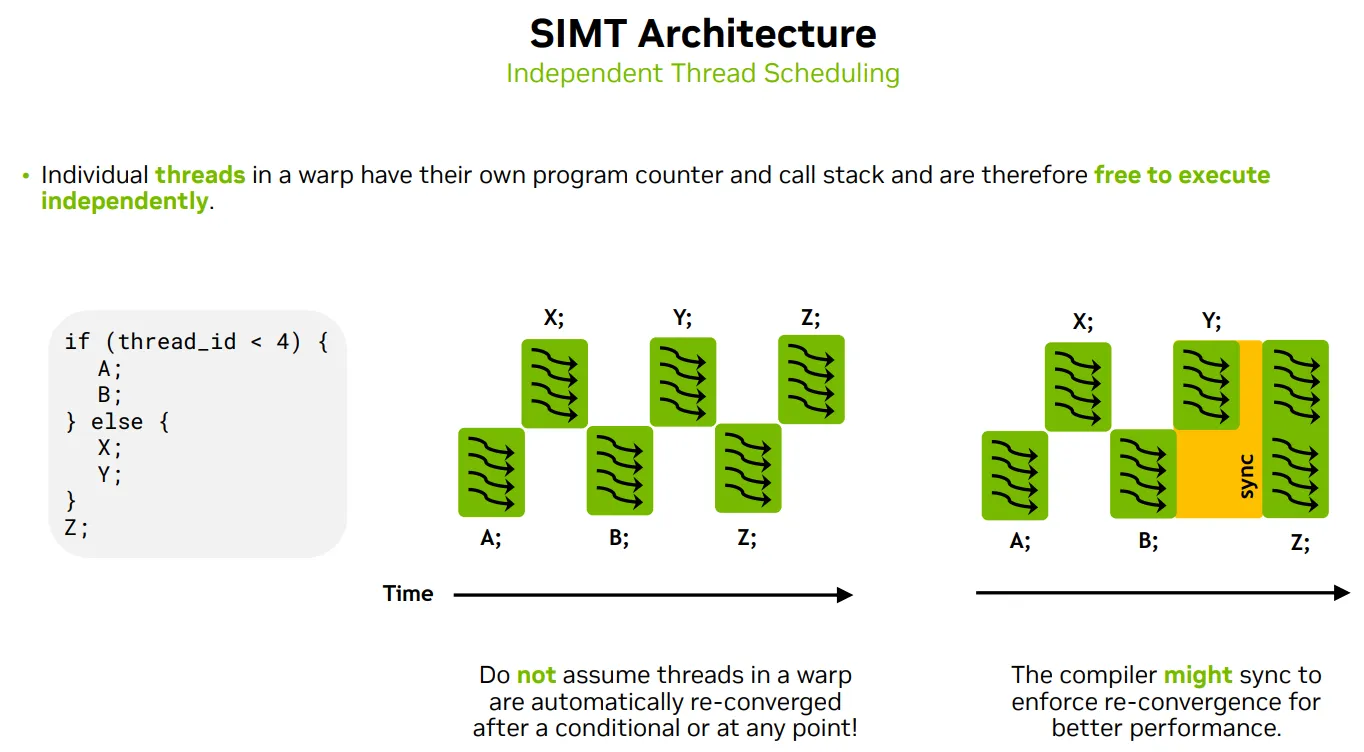 SIMT Architecture
Independent Thread Scheduling
• Individual threads in a warp have their own program counter and call stack and are therefore free to execute
independently.
if (thread_id < 4) {
A;
B;
} else {
X;
Y;
}
Z;
X;
Y;
Z;
A;
B;
Z;
Time
Do not assume threads in a warp
are automatically re-converged
after a conditional or at any point!
X;
Y;
sync
A;
B;
Z;
The compiler might sync to
enforce re-convergence for
better performance.